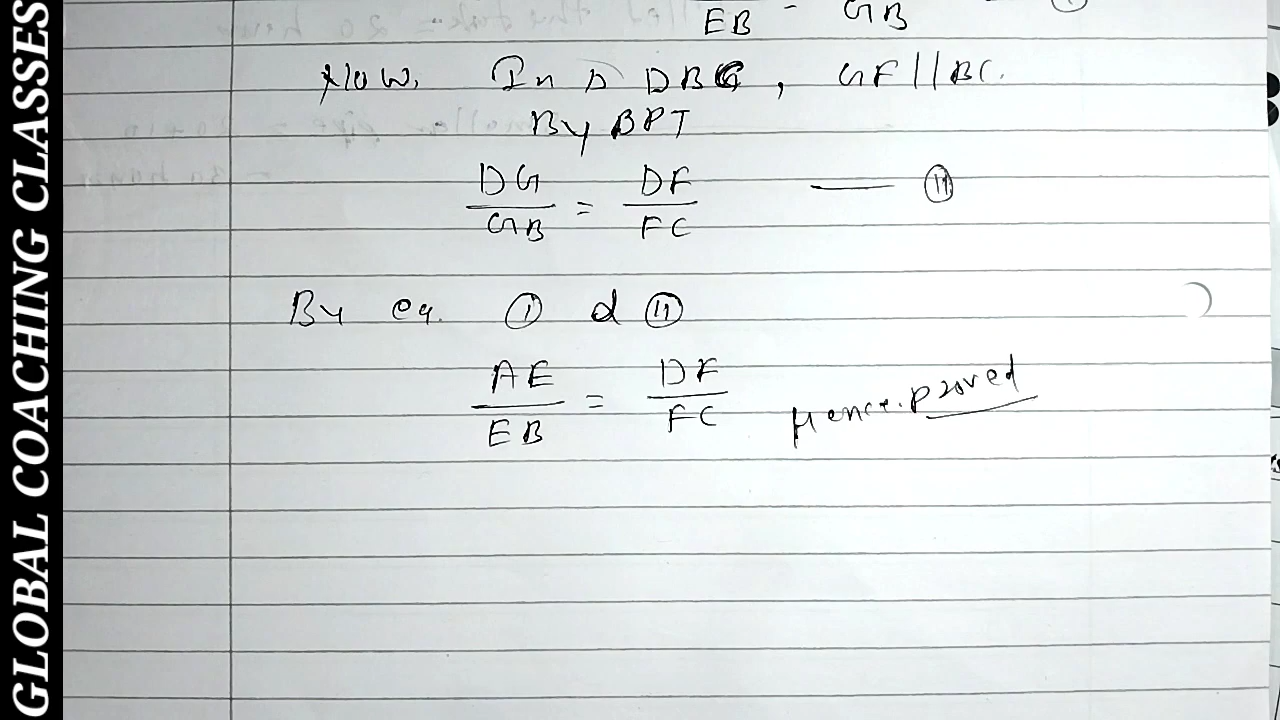 GLOBAL COACHING CLASSES
EB - GB
Now, In Δ DBG, GF//BC.
By BPT
DG/GB = DF/FC —— (II)
By eq. (I) d (II)
AE/EB = DF/FC Hence. proved